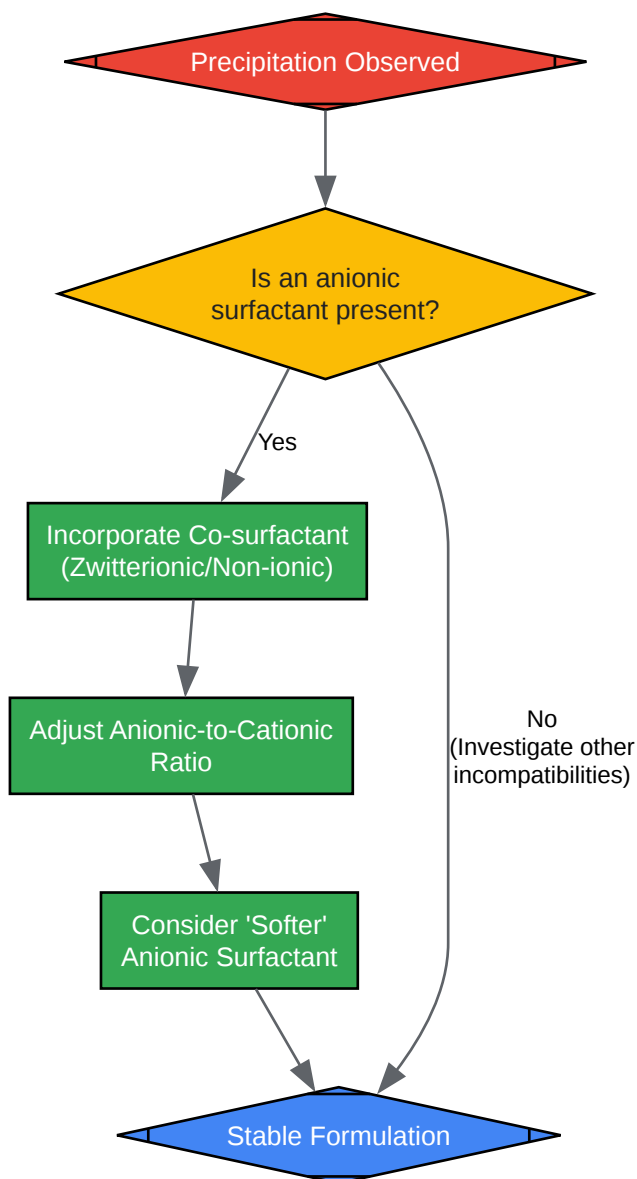 Precipitation Observed
Is an anionic
surfactant present?
Yes
Incorporate Co-surfactant
(Zwitterionic/Non-ionic)
Adjust Anionic-to-Cationic
Ratio
No
(Investigate other
incompatibilities)
Consider 'Softer'
Anionic Surfactant
Stable Formulation